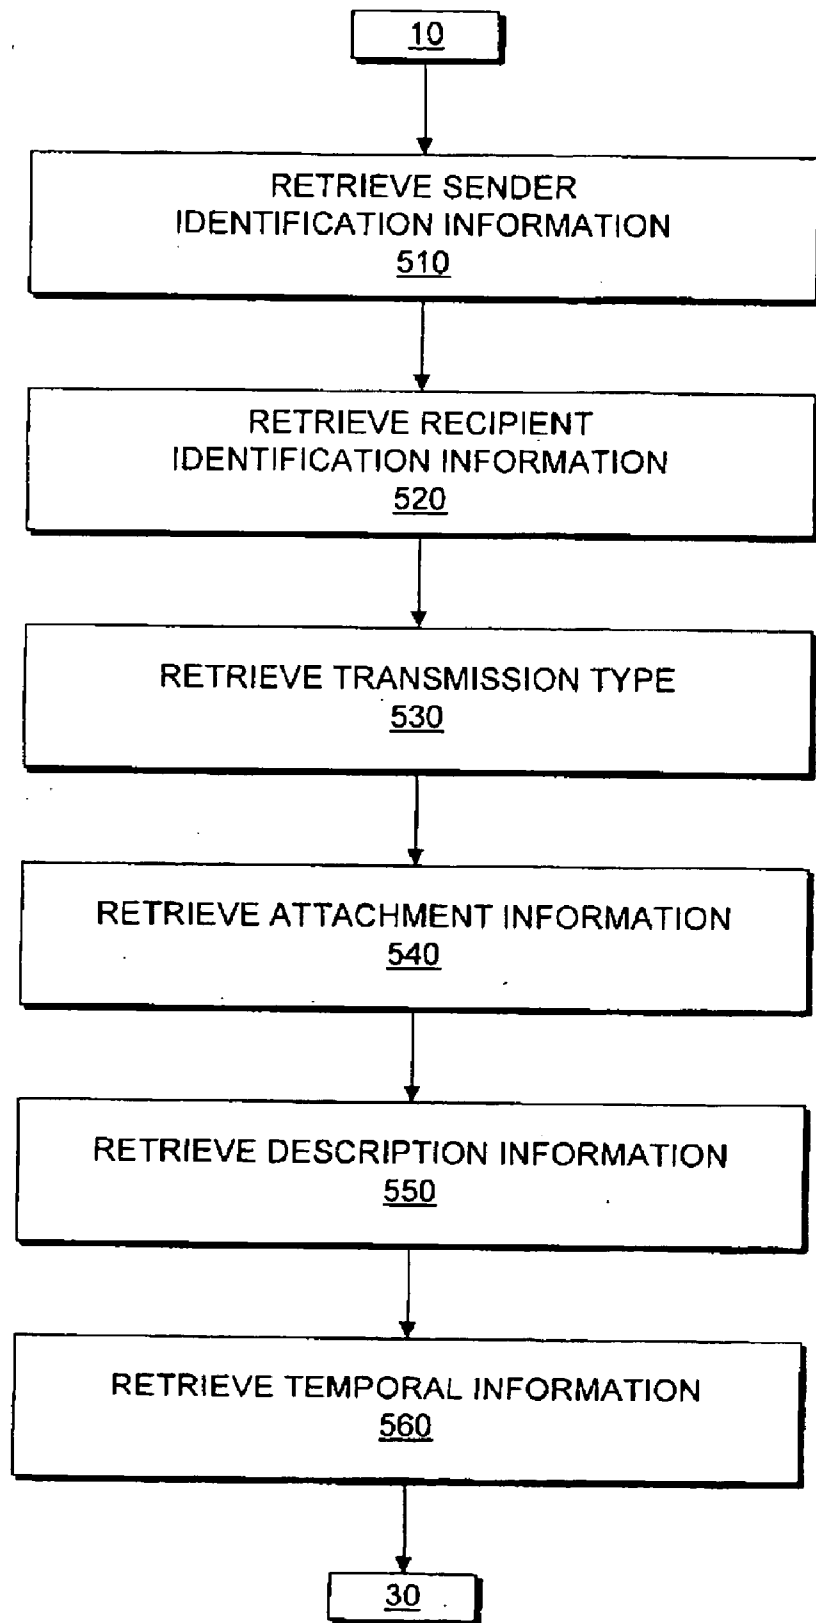 10
RETRIEVE SENDER
IDENTIFICATION INFORMATION
510
RETRIEVE RECIPIENT
IDENTIFICATION INFORMATION
520
RETRIEVE TRANSMISSION TYPE
530
RETRIEVE ATTACHMENT INFORMATION
540
RETRIEVE DESCRIPTION INFORMATION
550
RETRIEVE TEMPORAL INFORMATION
560
30